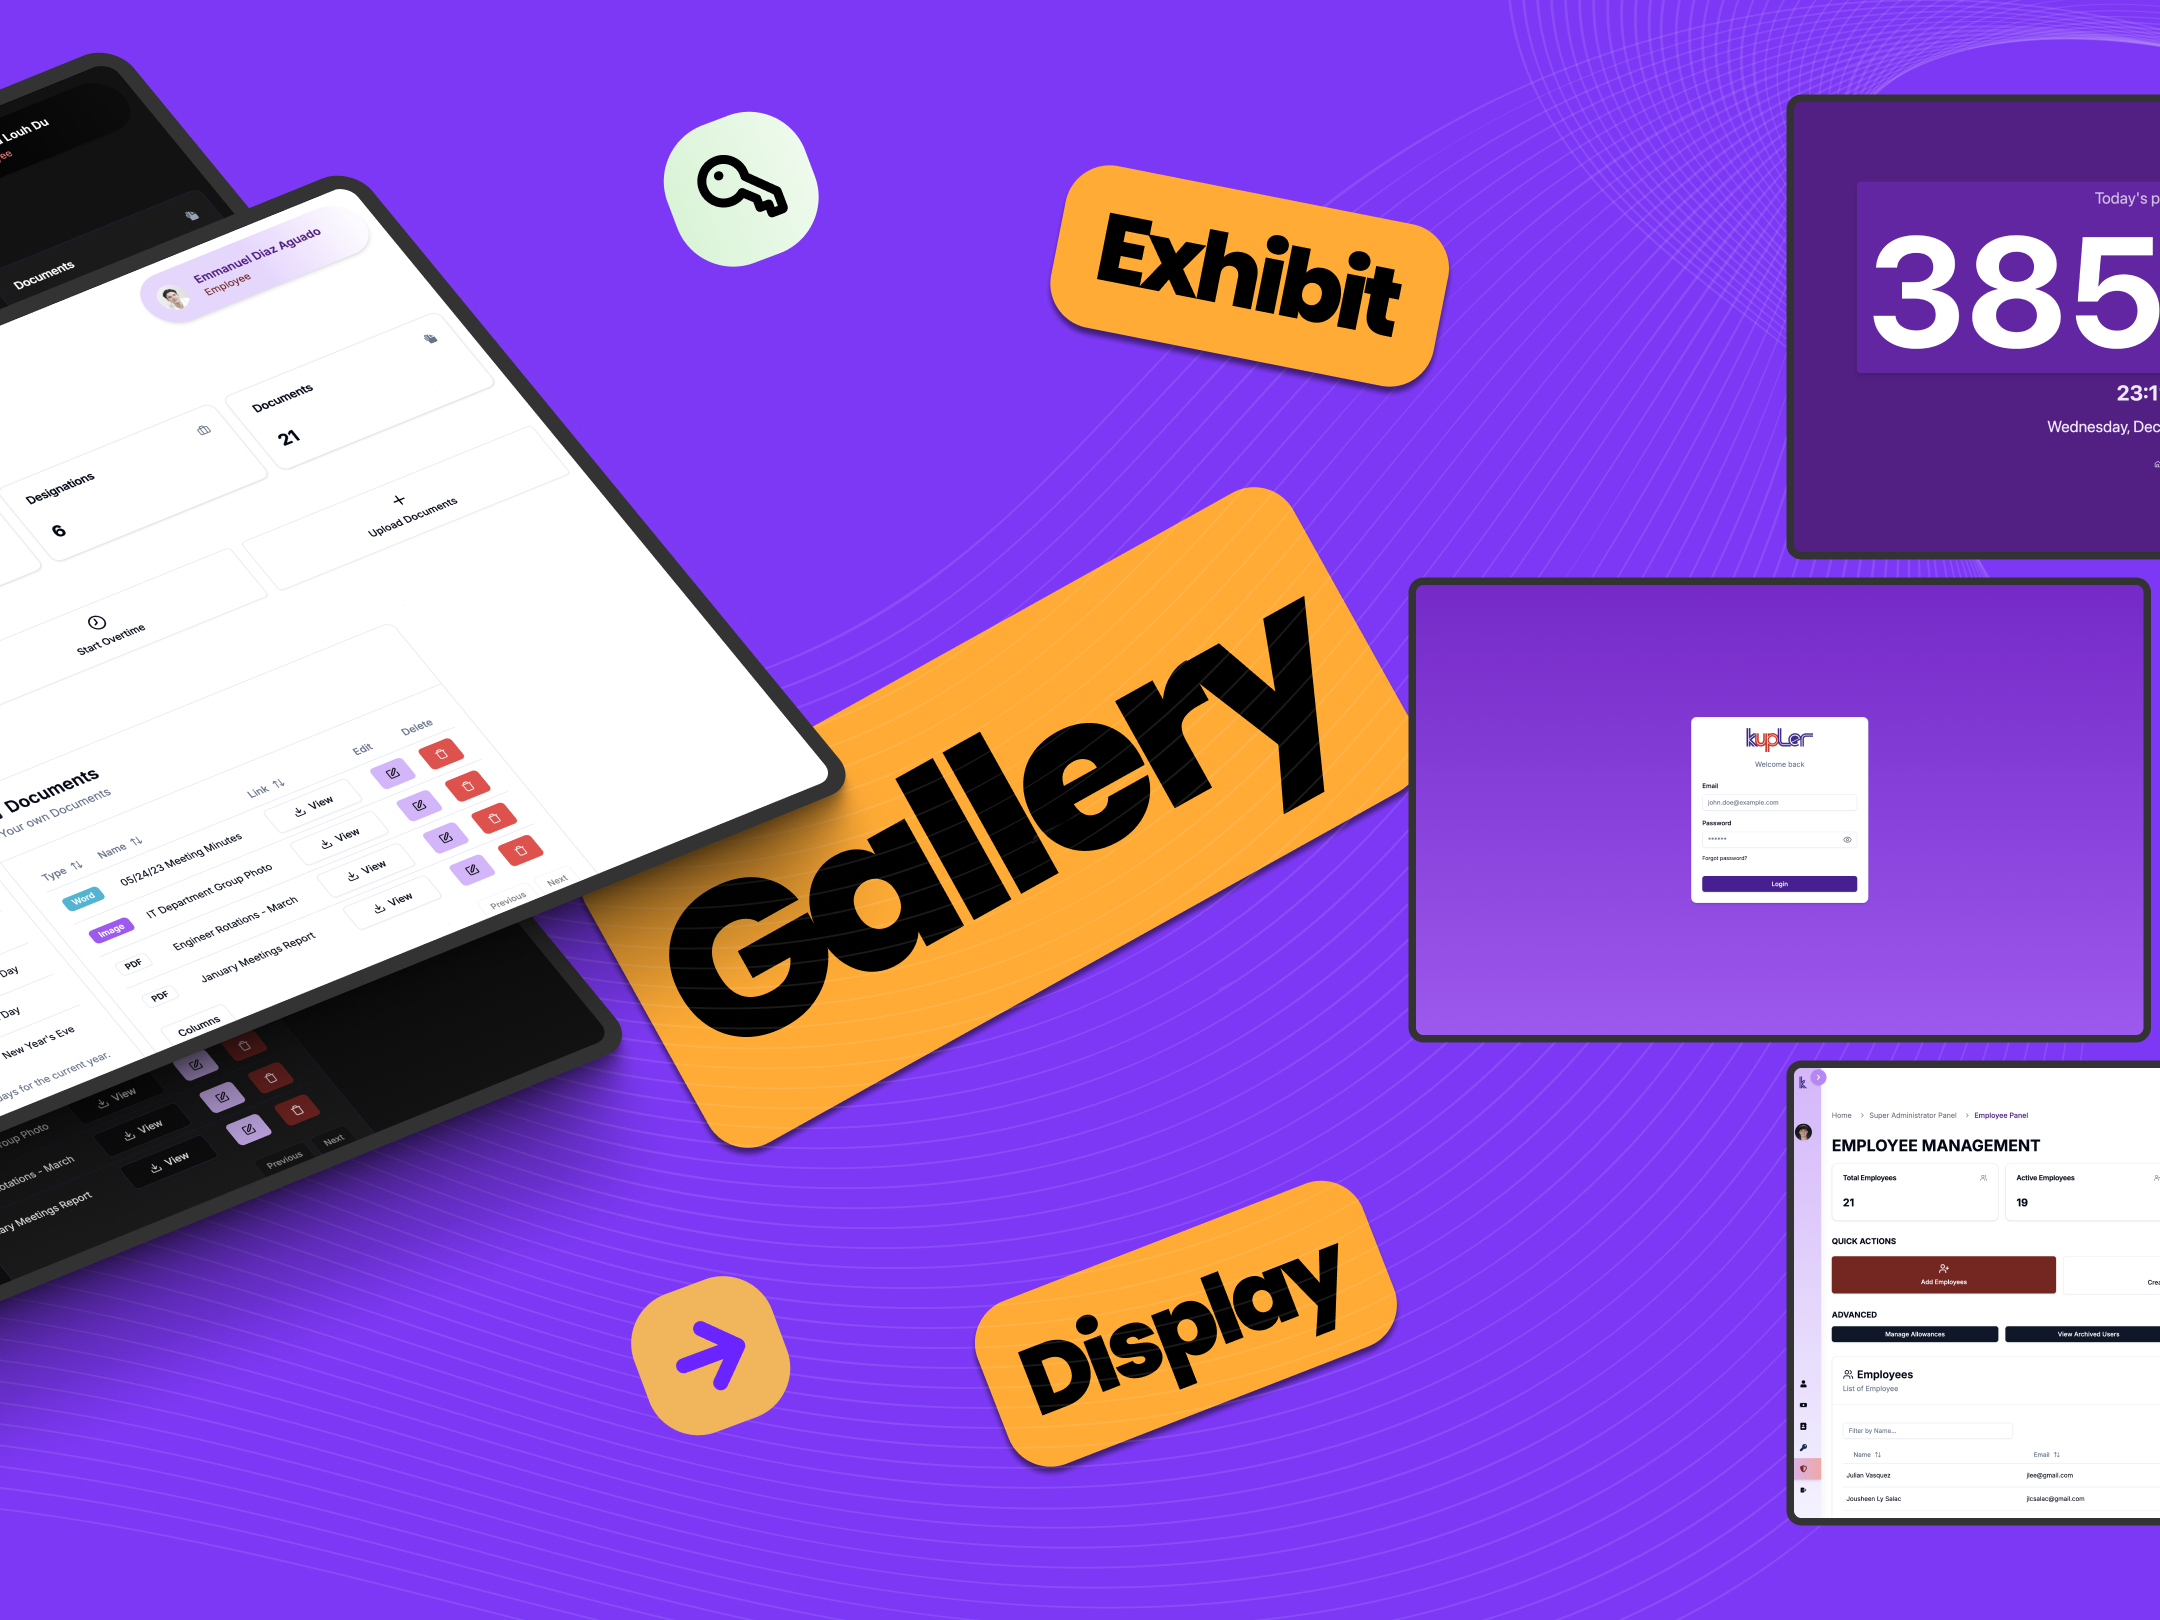 Louh Du
Documents
Emmanuel Diaz Aguado
Employee
Designations
6
Documents
21
Start Overtime
Upload Documents
Documents
Your own Documents
Type
Name
Link
Edit
Delete
Word
05/24/23 Meeting Minutes
View
Image
IT Department Group Photo
View
PDF
Engineer Rotations - March
View
PDF
January Meetings Report
View
Columns
Previous
Next
Day
Day
New Year's Eve
days for the current year.
Photo
View
- March
View
Meetings Report
View
Previous
Next
Exhibit
Gallery
Display
Today's p
385
23:1
Wednesday, Dec
kupler
Welcome back
Email
john.doe@example.com
Password
******
Forgot password?
Login
k
Home > Super Administrator Panel > Employee Panel
EMPLOYEE MANAGEMENT
Total Employees
21
Active Employees
19
QUICK ACTIONS
Add Employees
Crea
ADVANCED
Manage Allowances
View Archived Users
Employees
List of Employee
Filter by Name...
Name
Email
Julian Vasquez
jlee@gmail.com
Jousheen Ly Salac
jlcsalac@gmail.com